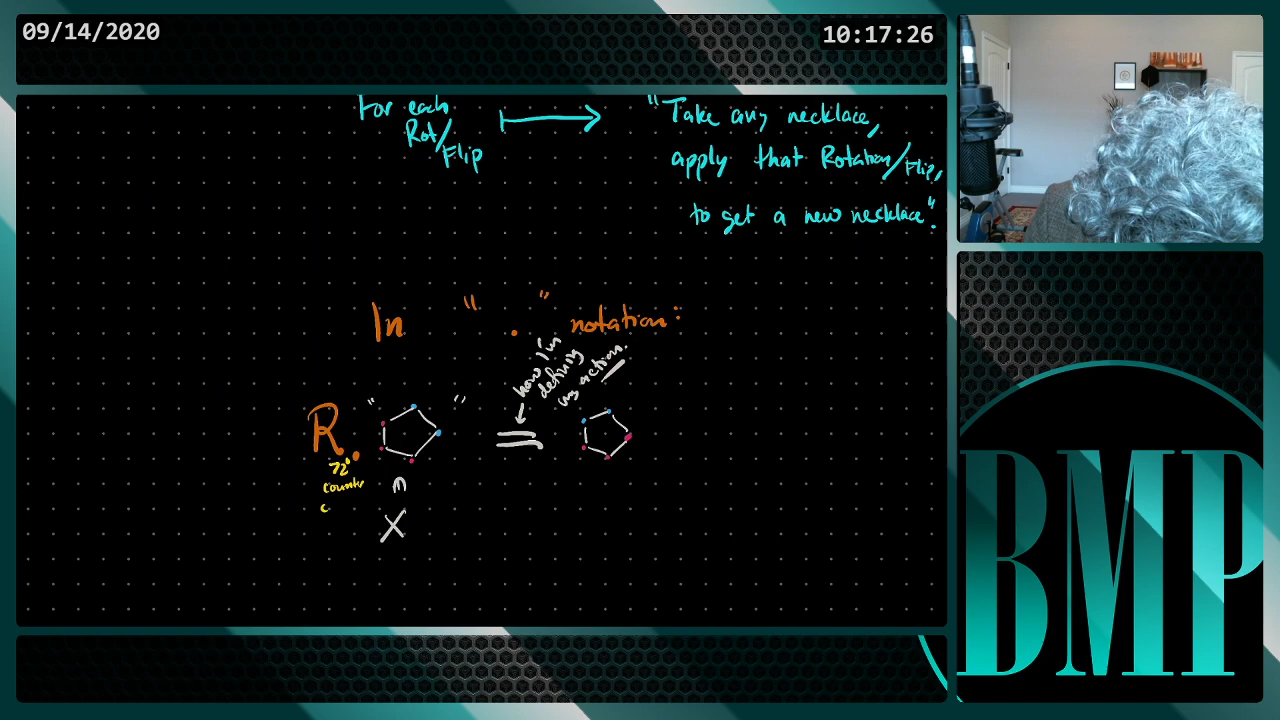 09/14/2020
10:17:26
For each
Rot/
Flip
"Take any necklace,
apply that Rotation/Flip,
to get a new necklace".
In " . " notation:
how I'm
defining
my action.
R. " " =
72°
counter
c
X
BMP